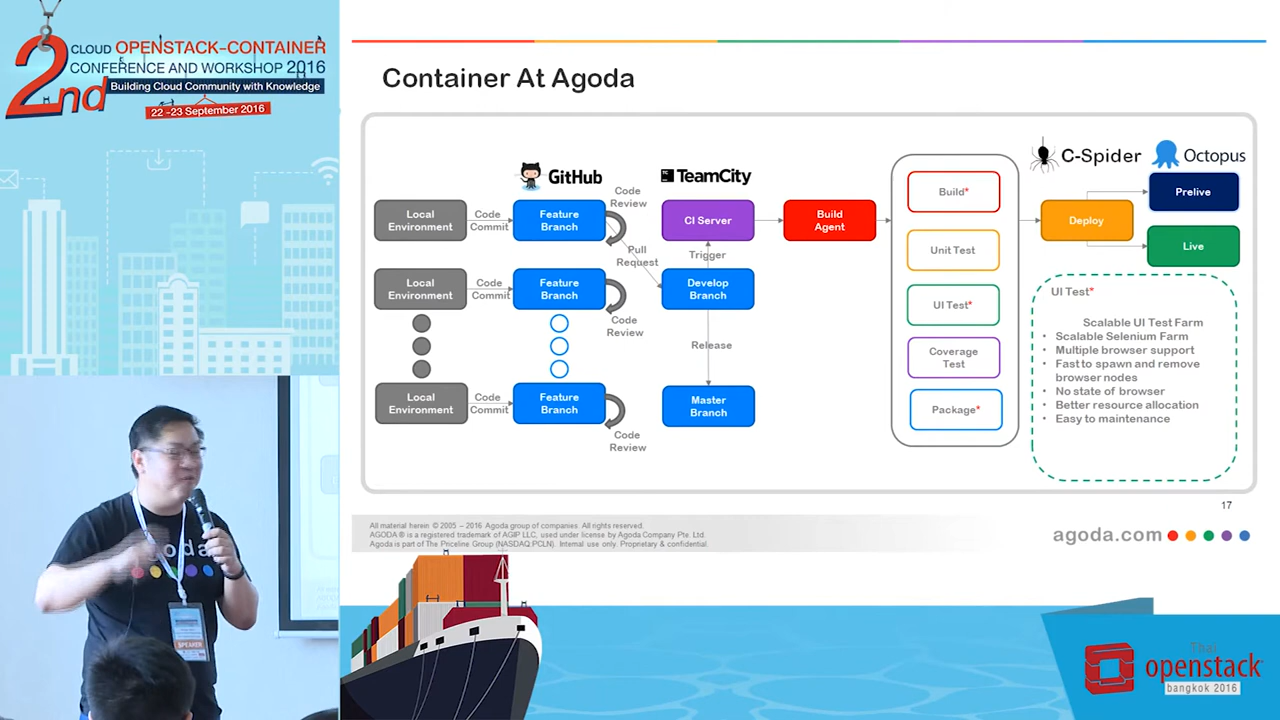 2nd
CLOUD OPENSTACK-CONTAINER
CONFERENCE AND WORKSHOP 2016
Building Cloud Community with Knowledge
22 -23 September 2016
Container At Agoda
GitHub
TeamCity
C-Spider
Octopus
Local
Environment
Code
Commit
Feature
Branch
Code
Review
Pull
Request
CI Server
Trigger
Build
Agent
Build*
Unit Test
UI Test*
Coverage
Test
Package*
Deploy
Prelive
Live
Local
Environment
Code
Commit
Feature
Branch
Code
Review
Develop
Branch
Release
Local
Environment
Code
Commit
Feature
Branch
Code
Review
Master
Branch
UI Test*
Scalable UI Test Farm
• Scalable Selenium Farm
• Multiple browser support
• Fast to spawn and remove
browser nodes
• No state of browser
• Better resource allocation
• Easy to maintenance
17
All material herein © 2005 – 2016 Agoda group of companies. All rights reserved.
AGODA ® is a registered trademark of AGIP LLC, used under license by Agoda Company Pte. Ltd.
Agoda is part of The Priceline Group (NASDAQ:PCLN). Internal use only. Proprietary & confidential.
agoda.com
goda
SPEAKER
Thai
openstack
bangkok 2016